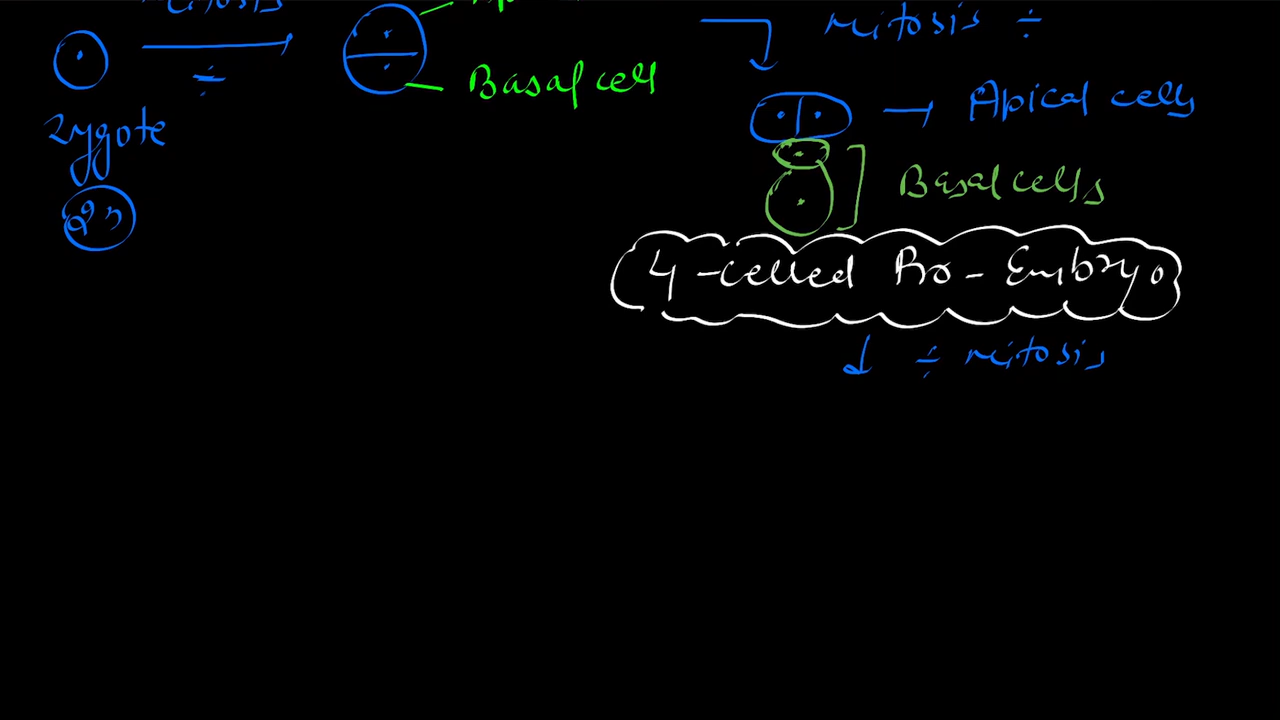 mitosis ÷
÷
Basal cell
Zygote
2n
Apical cells
Basal cells
4-celled Pro-Embryo
÷ mitosis